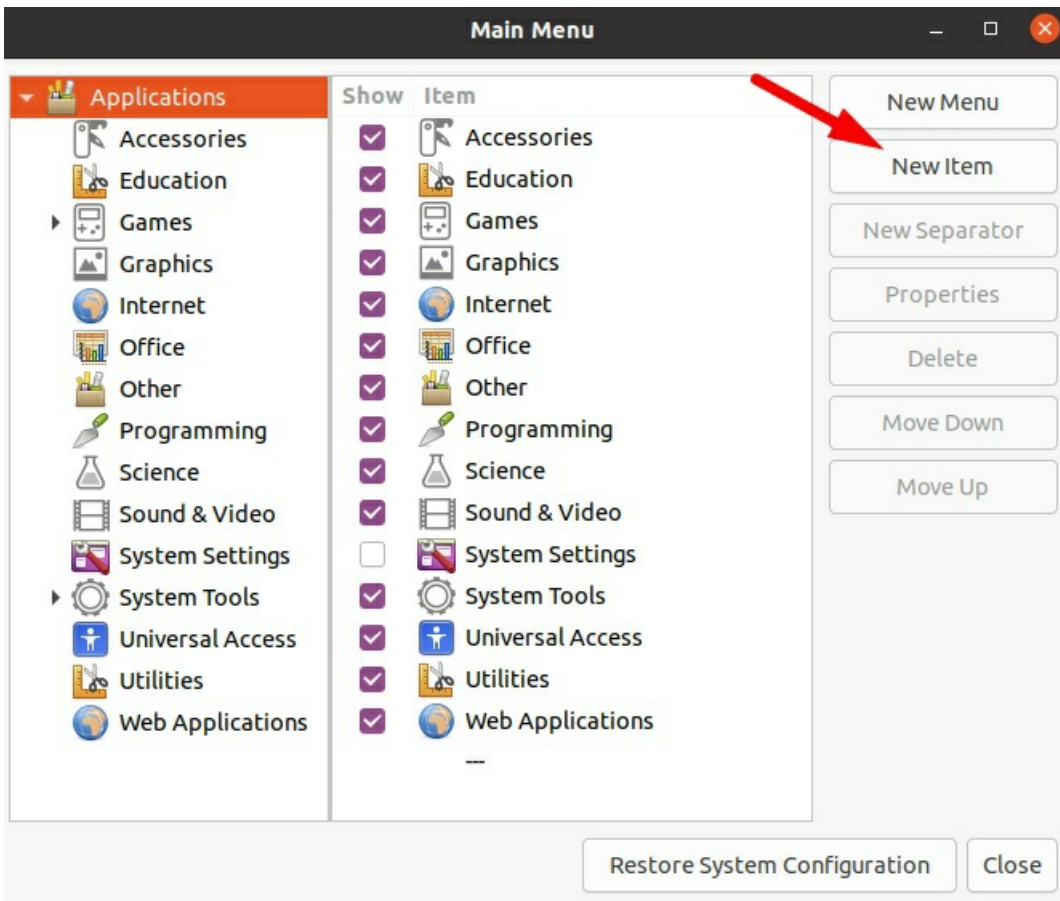 Main Menu
Applications
Accessories
Education
Games
Graphics
Internet
Office
Other
Programming
Science
Sound & Video
System Settings
System Tools
Universal Access
Utilities
Web Applications
Show Item
Accessories
Education
Games
Graphics
Internet
Office
Other
Programming
Science
Sound & Video
System Settings
System Tools
Universal Access
Utilities
Web Applications
---
New Menu
New Item
New Separator
Properties
Delete
Move Down
Move Up
Restore System Configuration
Close